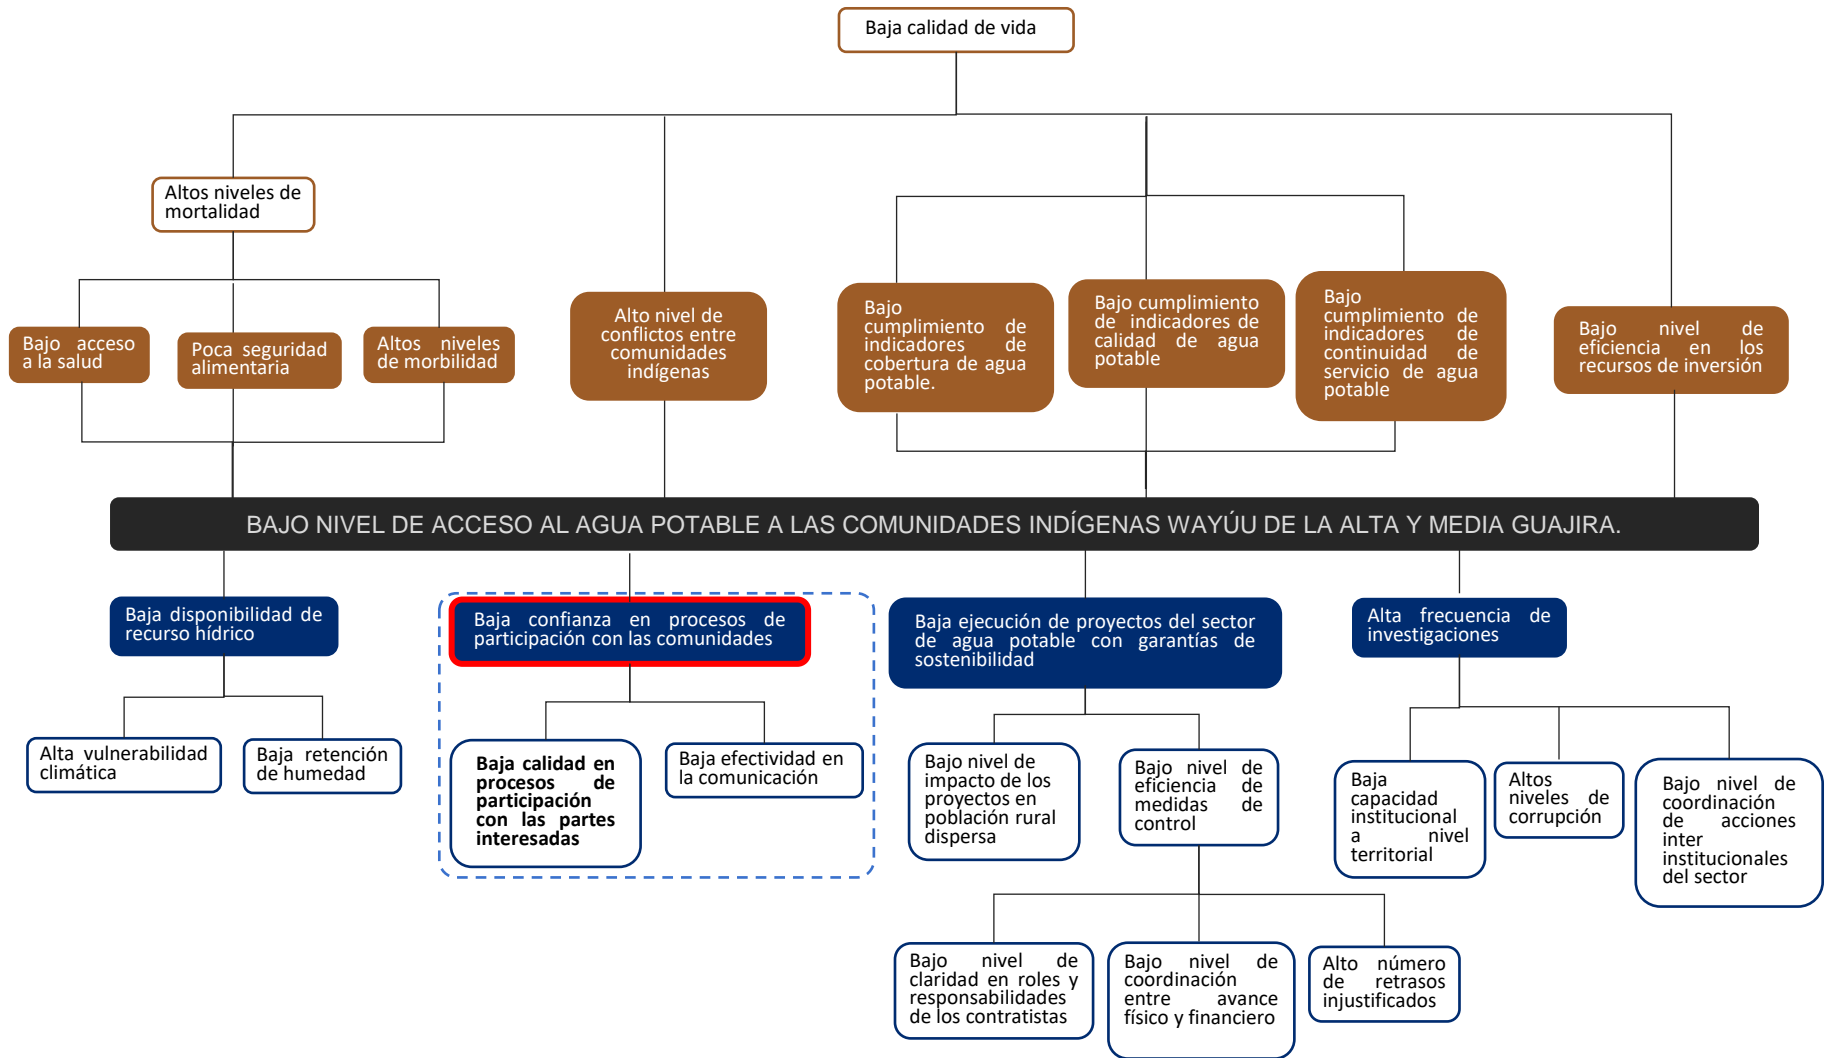 Baja calidad de vida
Altos niveles de
mortalidad
Bajo acceso
a la salud
Poca seguridad
alimentaria
Altos niveles
de morbilidad
Alto nivel de
conflictos entre
comunidades
indígenas
Bajo
cumplimiento de
indicadores de
cobertura de agua
potable.
Bajo cumplimiento
de indicadores de
calidad de agua
potable
Bajo
cumplimiento de
indicadores de
continuidad de
servicio de agua
potable
Bajo nivel de
eficiencia en los
recursos de inversión
BAJO NIVEL DE ACCESO AL AGUA POTABLE A LAS COMUNIDADES INDÍGENAS WAYÚU DE LA ALTA Y MEDIA GUAJIRA.
Baja disponibilidad de
recurso hídrico
Baja confianza en procesos de
participación con las comunidades
Baja ejecución de proyectos del sector
de agua potable con garantías de
sostenibilidad
Alta frecuencia de
investigaciones
Alta vulnerabilidad
climática
Baja retención
de humedad
Baja calidad en
procesos de
participación
con las partes
interesadas
Baja efectividad en
la comunicación
Bajo nivel de
impacto de los
proyectos en
población rural
dispersa
Bajo nivel de
eficiencia de
medidas de
control
Baja
capacidad
institucional
a nivel
territorial
Altos
niveles de
corrupción
Bajo nivel de
coordinación
de acciones
inter
institucionales
del sector
Bajo nivel de
claridad en roles y
responsabilidades
de los contratistas
Bajo nivel de
coordinación
entre avance
físico y financiero
Alto número
de retrasos
injustificados